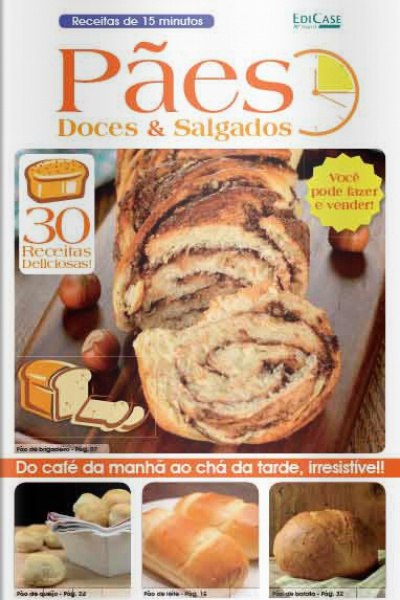 Receitas de 15 minutos
EDICASE
Pães
Doces & Salgados
Você
pode fazer
e vender!
30
Receitas
Deliciosas!
Pão de brigadeiro - Pág. 07
Do café da manhã ao chá da tarde, irresistível!
Pão de queijo - Pág. 24
Pão de leite - Pág. 15
Pão de batata - Pág. 32